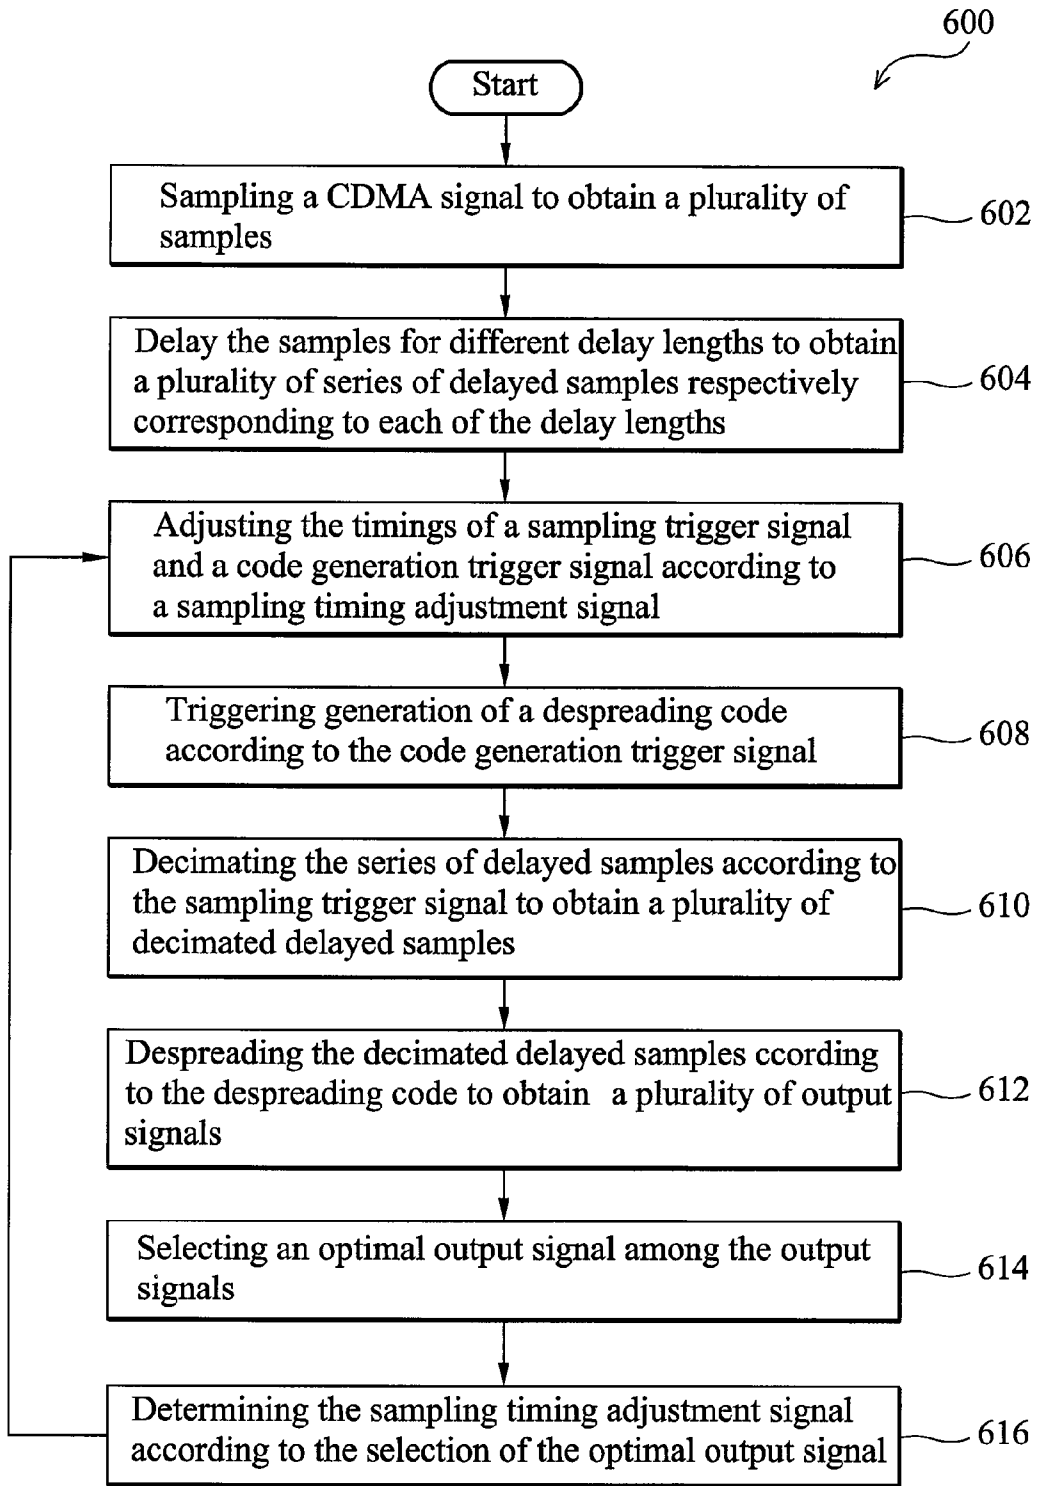 600
Start
Sampling a CDMA signal to obtain a plurality of
samples
602
Delay the samples for different delay lengths to obtain
a plurality of series of delayed samples respectively
corresponding to each of the delay lengths
604
Adjusting the timings of a sampling trigger signal
and a code generation trigger signal according to
a sampling timing adjustment signal
606
Triggering generation of a despreading code
according to the code generation trigger signal
608
Decimating the series of delayed samples according to
the sampling trigger signal to obtain a plurality of
decimated delayed samples
610
Despreading the decimated delayed samples ccording
to the despreading code to obtain a plurality of output
signals
612
Selecting an optimal output signal among the output
signals
614
Determining the sampling timing adjustment signal
according to the selection of the optimal output signal
616